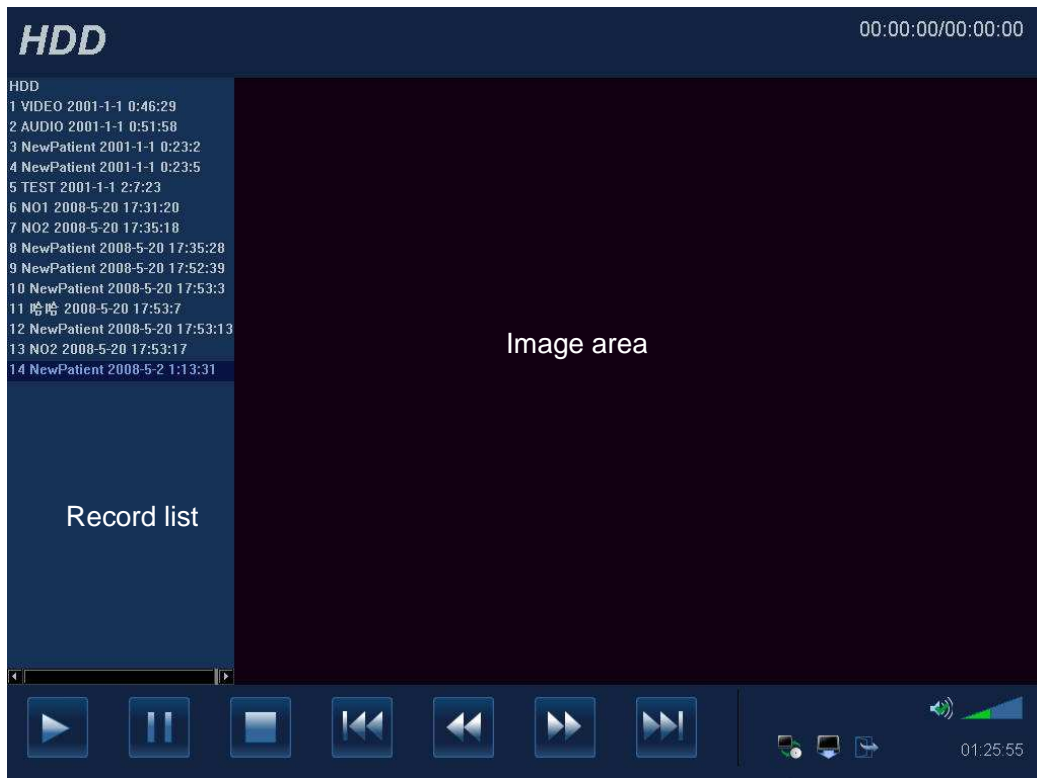 HDD
00:00:00/00:00:00
HDD
1 VIDEO 2001-1-1 0:46:29
2 AUDIO 2001-1-1 0:51:58
3 NewPatient 2001-1-1 0:23:2
4 NewPatient 2001-1-1 0:23:5
5 TEST 2001-1-1 2:7:23
6 NO1 2008-5-20 17:31:20
7 NO2 2008-5-20 17:35:18
8 NewPatient 2008-5-20 17:35:28
9 NewPatient 2008-5-20 17:52:39
10 NewPatient 2008-5-20 17:53:3
11 哈哈 2008-5-20 17:53:7
12 NewPatient 2008-5-20 17:53:13
13 NO2 2008-5-20 17:53:17
14 NewPatient 2008-5-2 1:13:31
Image area
Record list
01:25:55